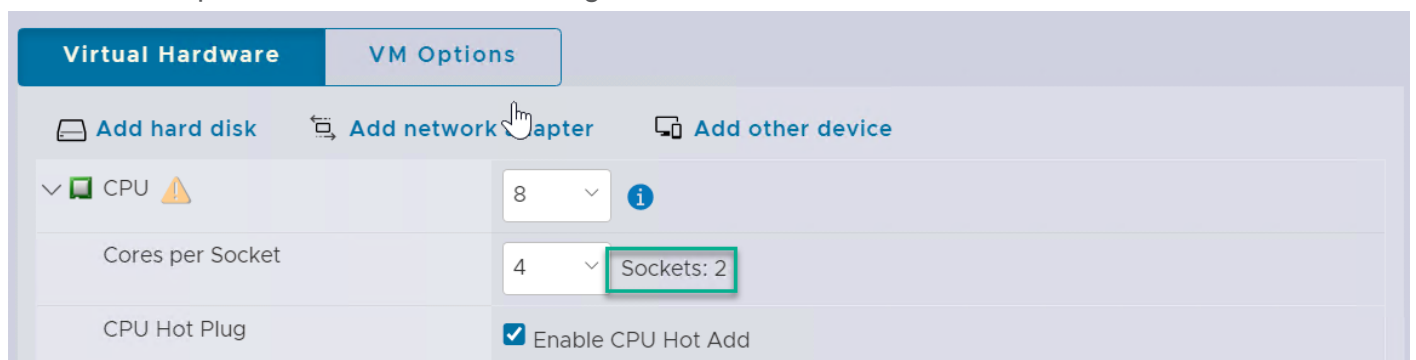 Virtual Hardware
VM Options
Add hard disk
Add network adapter
Add other device
CPU
8
Cores per Socket
4
Sockets: 2
CPU Hot Plug
Enable CPU Hot Add